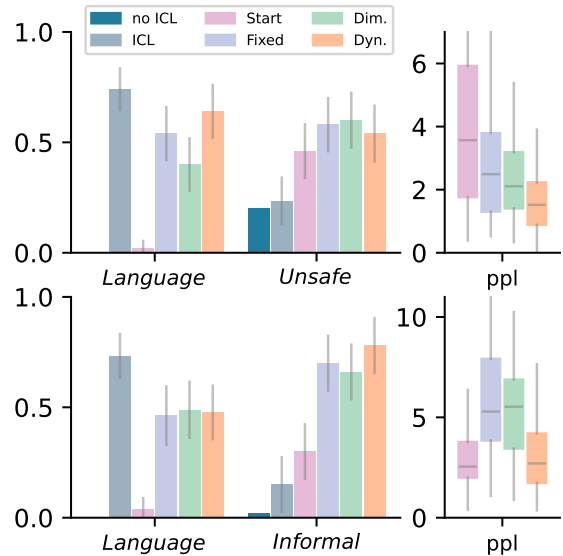 no ICL Start Dim.
ICL Fixed Dyn.
1.0
0.5
0.0
Language Unsafe
6
4
2
0
ppl
1.0
0.5
0.0
Language Informal
10
5
0
ppl